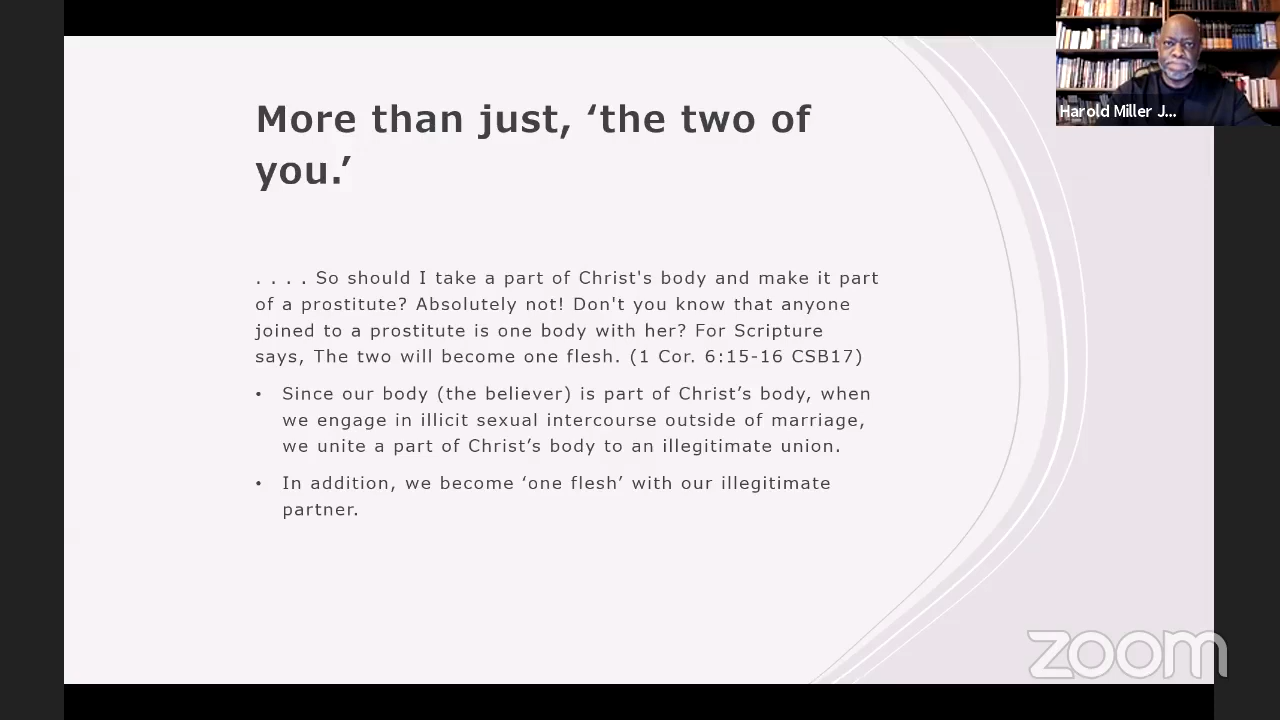 Harold Miller J...
More than just, ‘the two of
you.’
. . . . So should I take a part of Christ's body and make it part
of a prostitute? Absolutely not! Don't you know that anyone
joined to a prostitute is one body with her? For Scripture
says, The two will become one flesh. (1 Cor. 6:15-16 CSB17)
• Since our body (the believer) is part of Christ’s body, when
we engage in illicit sexual intercourse outside of marriage,
we unite a part of Christ’s body to an illegitimate union.
• In addition, we become ‘one flesh’ with our illegitimate
partner.
zoom